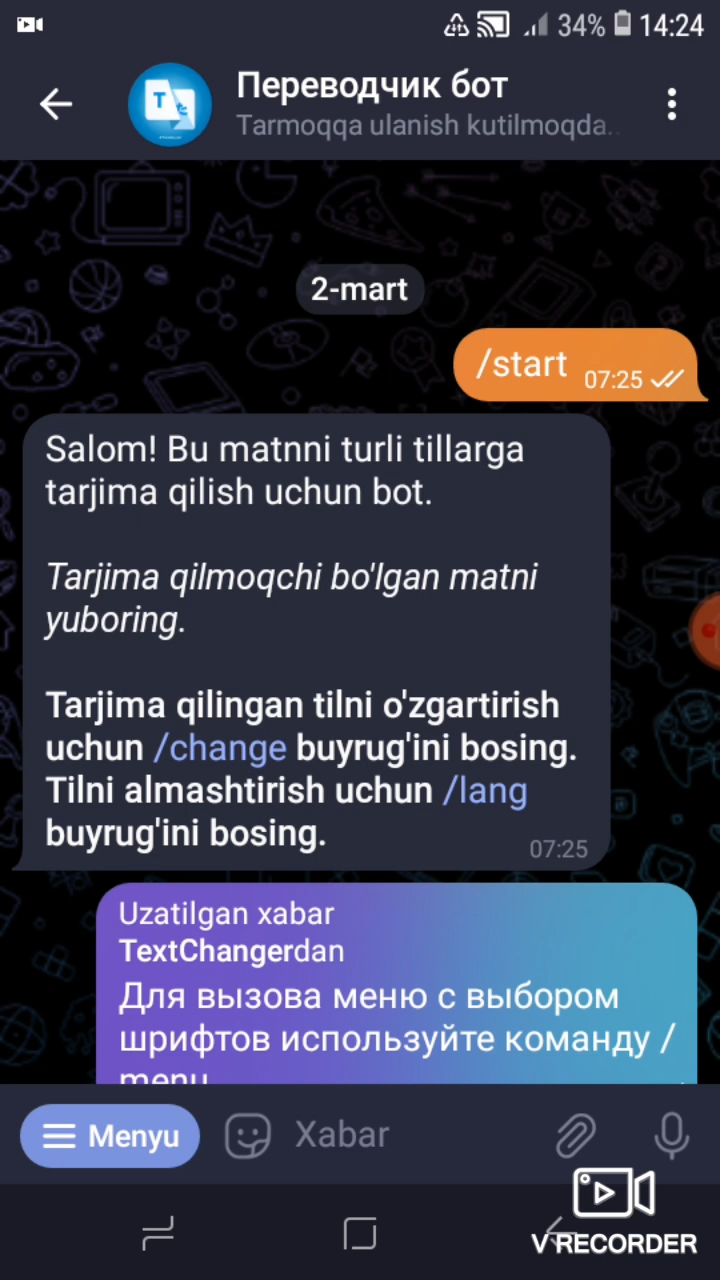 34% 14:24
Переводчик бот
Tarmoqqa ulanish kutilmoqda..
2-mart
/start 07:25
Salom! Bu matnni turli tillarga
tarjima qilish uchun bot.
Tarjima qilmoqchi bo'lgan matni
yuboring.
Tarjima qilingan tilni o'zgartirish
uchun /change buyrug'ini bosing.
Tilni almashtirish uchun /lang
buyrug'ini bosing.
07:25
Uzatilgan xabar
TextChangerdan
Для вызова меню с выбором
шрифтов используйте команду /
menu
Menyu Xabar
V RECORDER